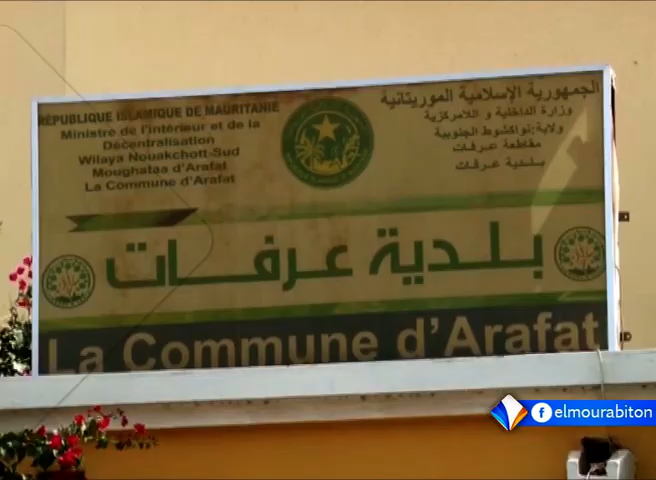 RÉPUBLIQUE ISLAMIQUE DE MAURITANIE
Ministre de l'intérieur et de la
Décentralisation
Wilaya Nouakchott-Sud
Moughataa d'Arafat
La Commune d'Arafat
الجمهورية الإسلامية الموريتانية
وزارة الداخلية و اللامركزية
ولاية: نواكشوط الجنوبية
مقاطعة عرفات
بلدية عرفات
بلدية عرفات
La Commune d'Arafat
elmourabiton